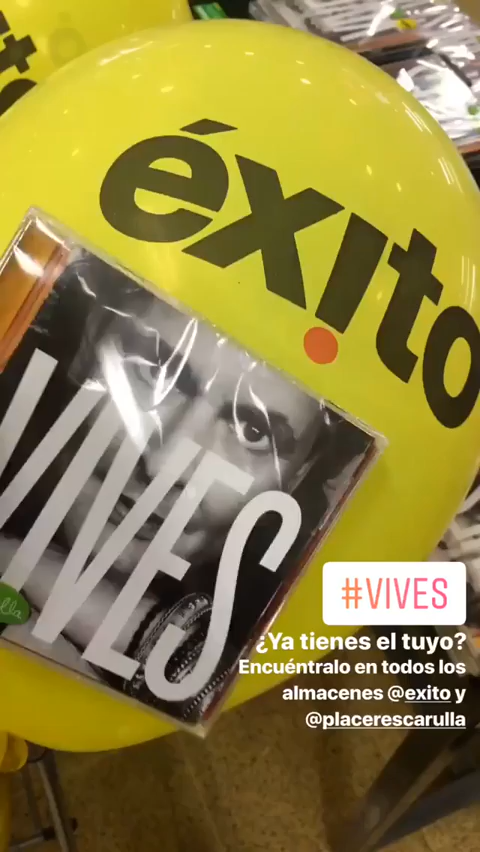 éxito
VIVES
#VIVES
¿Ya tienes el tuyo?
Encuéntralo en todos los
almacenes @exito y
@placerescarulla